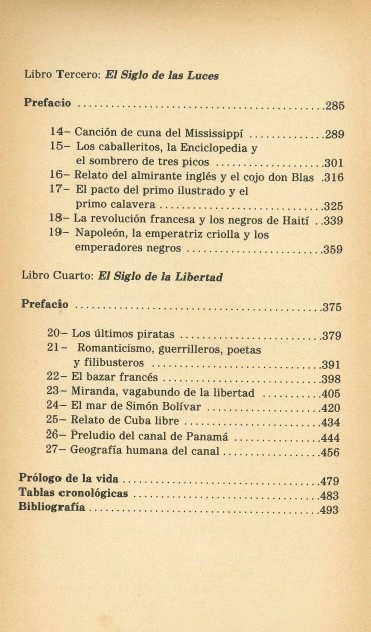 Libro Tercero: El Siglo de las Luces
Prefacio ..........................................285
14– Canción de cuna del Mississippí .............289
15– Los caballeritos, la Enciclopedia y
el sombrero de tres picos ..................301
16– Relato del almirante inglés y el cojo don Blas .316
17– El pacto del primo ilustrado y el
primo calavera ............................325
18– La revolución francesa y los negros de Haití ..339
19– Napoleón, la emperatriz criolla y los
emperadores negros .......................359
Libro Cuarto: El Siglo de la Libertad
Prefacio ..........................................375
20– Los últimos piratas ........................379
21– Romanticismo, guerrilleros, poetas
y filibusteros .............................391
22– El bazar francés ...........................398
23– Miranda, vagabundo de la libertad ..........405
24– El mar de Simón Bolívar ...................420
25– Relato de Cuba libre .......................434
26– Preludio del canal de Panamá ..............444
27– Geografía humana del canal ................456
Prólogo de la vida .................................479
Tablas cronológicas ...............................483
Bibliografía .......................................493